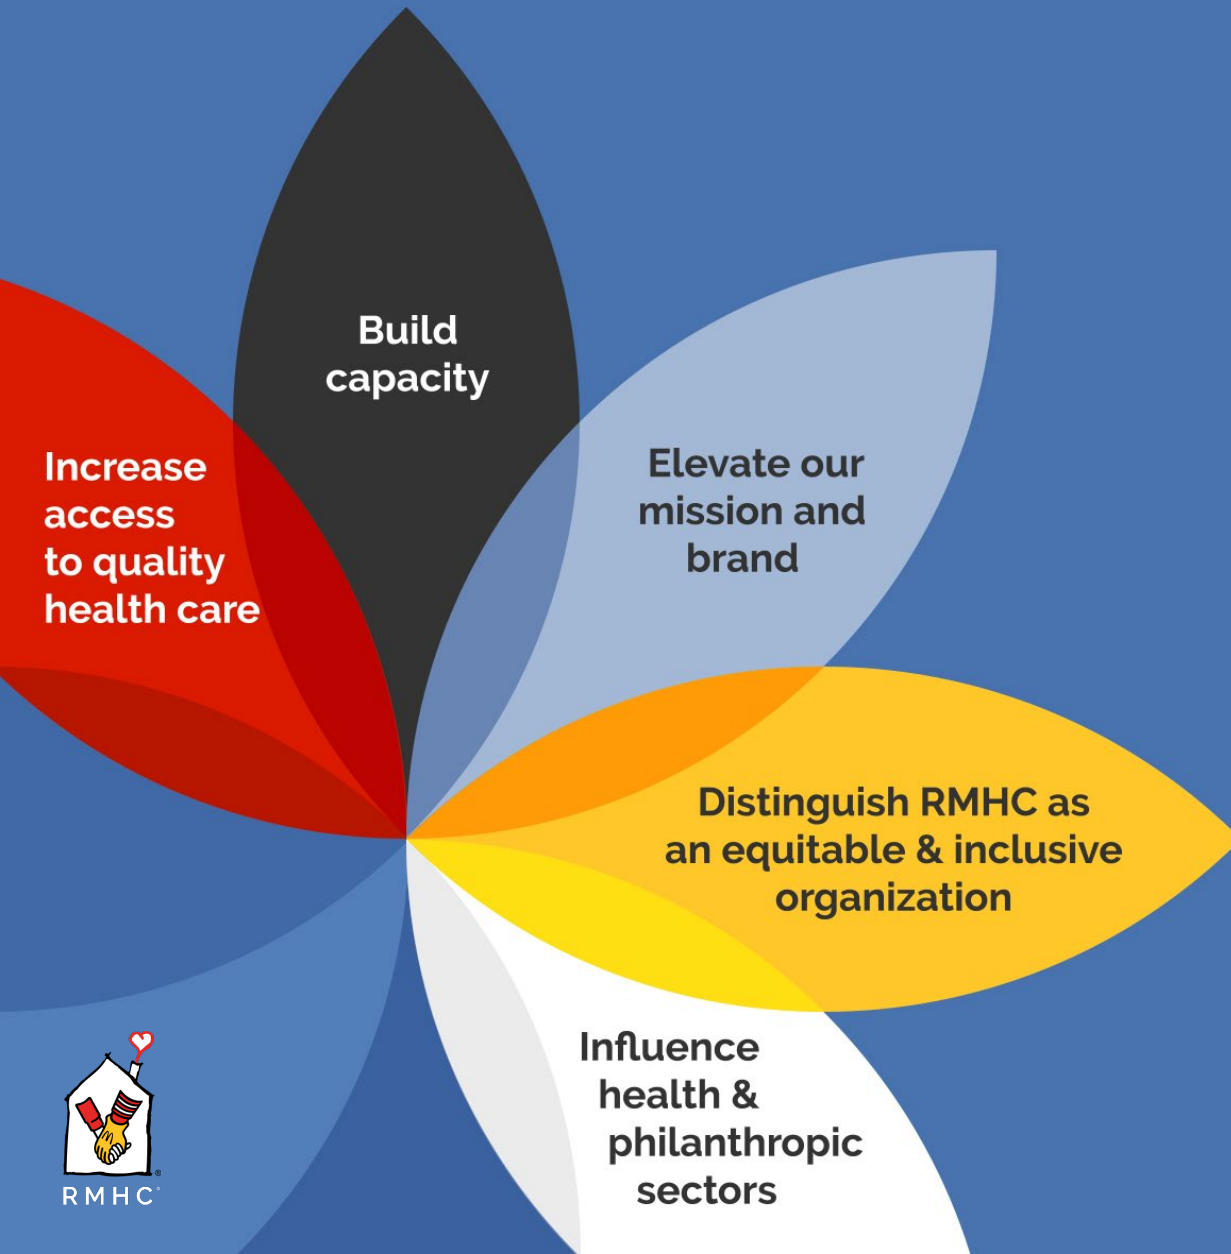 Build
capacity
Increase
access
to quality
health care
Elevate our
mission and
brand
Distinguish RMHC as
an equitable & inclusive
organization
Influence
health &
philanthropic
sectors
®
RMHC